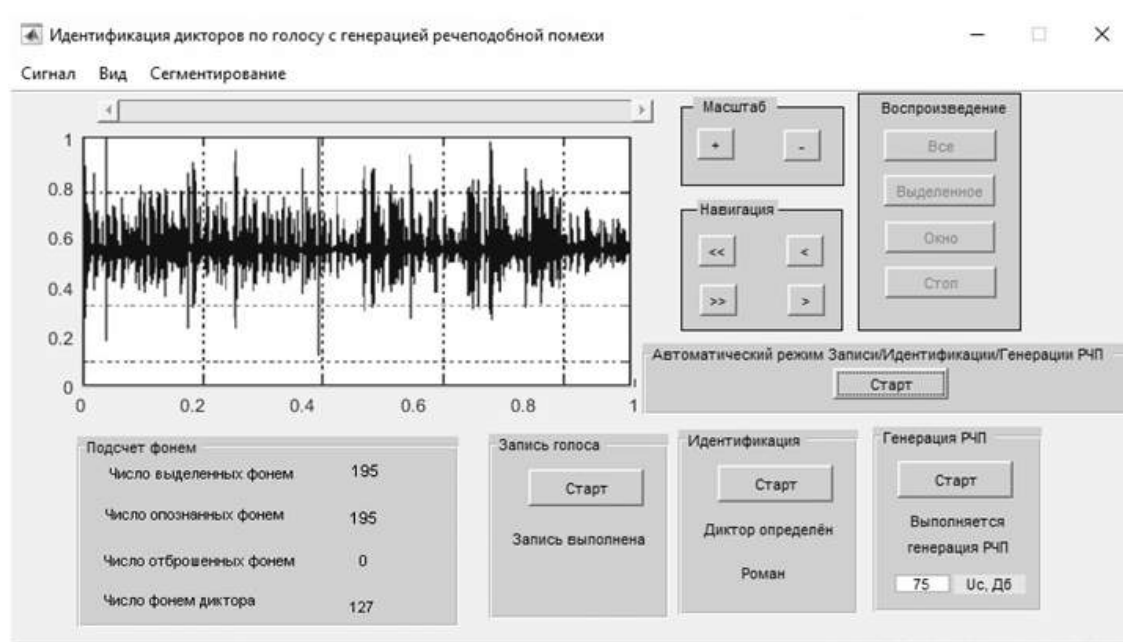 Идентификация дикторов по голосу с генерацией речеподобной помехи
Сигнал Вид Сегментирование
Масштаб
+ -
Навигация
<< <
>> >
Воспроизведение
Все
Выделенное
Окно
Стоп
1
0.8
0.6
0.4
0.2
0
0 0.2 0.4 0.6 0.8 1
Автоматический режим Записи/Идентификации/Генерации РЧП
Старт
Подсчет фонем
Число выделенных фонем 195
Число опознанных фонем 195
Число отброшенных фонем 0
Число фонем диктора 127
Запись голоса
Старт
Запись выполнена
Идентификация
Старт
Диктор определён
Роман
Генерация РЧП
Старт
Выполняется
генерация РЧП
75 Uc, Дб